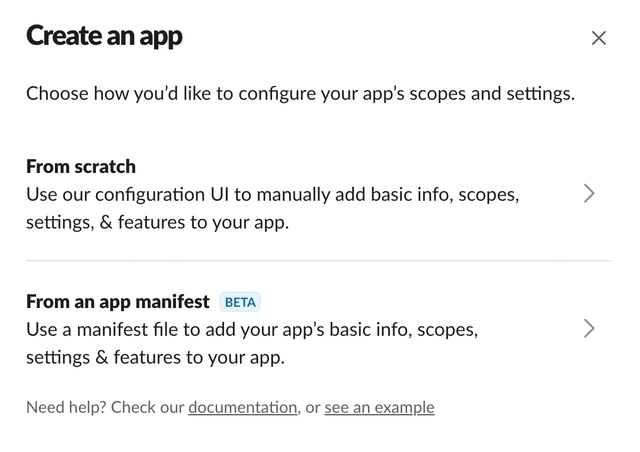 Create an app
Choose how you’d like to configure your app’s scopes and settings.
From scratch
Use our configuration UI to manually add basic info, scopes,
settings, & features to your app.
From an app manifest BETA
Use a manifest file to add your app’s basic info, scopes,
settings & features to your app.
Need help? Check our documentation, or see an example